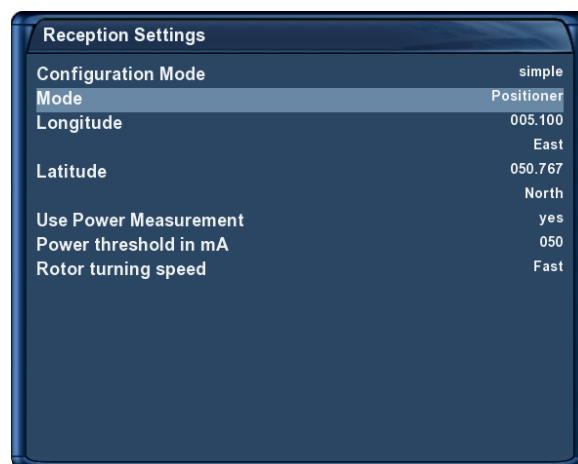 Reception Settings
Configuration Mode simple
Mode Positioner
Longitude 005.100
East
Latitude 050.767
North
Use Power Measurement yes
Power threshold in mA 050
Rotor turning speed Fast